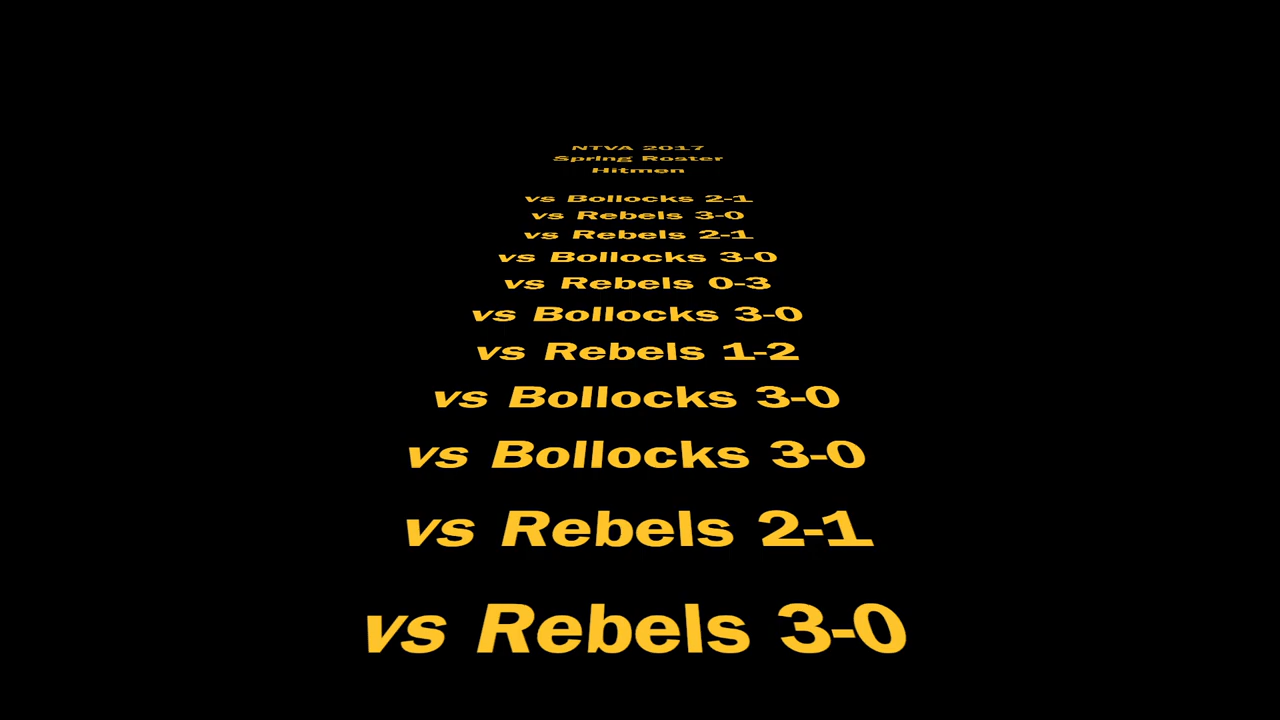 NTVA 2017
Spring Roster
Hitmen
vs Bollocks 2-1
vs Rebels 3-0
vs Rebels 2-1
vs Bollocks 3-0
vs Rebels 0-3
vs Bollocks 3-0
vs Rebels 1-2
vs Bollocks 3-0
vs Bollocks 3-0
vs Rebels 2-1
vs Rebels 3-0